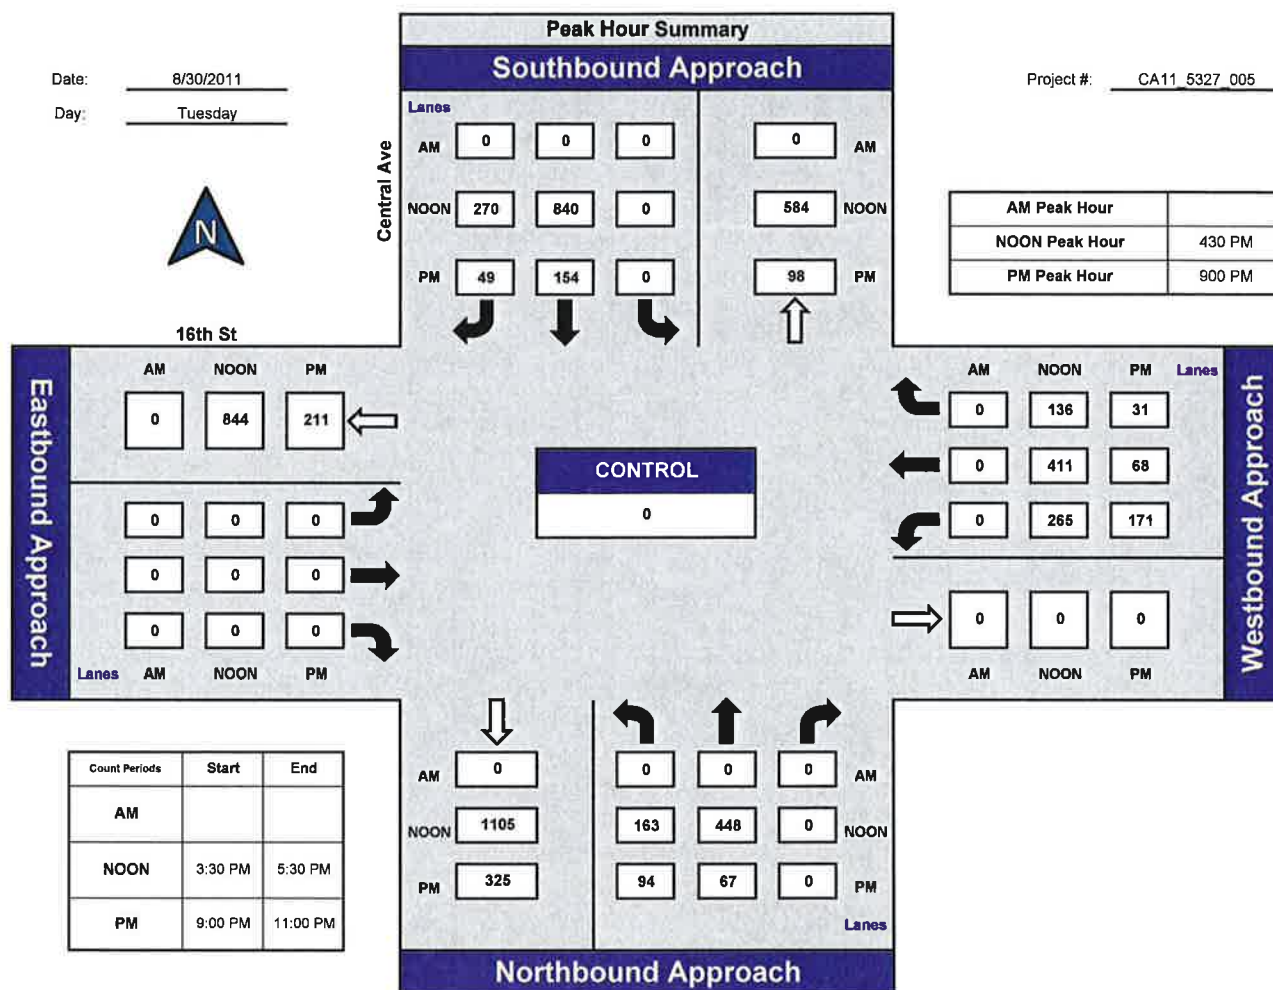 Peak Hour Summary
Southbound Approach
Date: 8/30/2011
Day: Tuesday
Project #: CA11_5327_005
N
Central Ave
Lanes
AM 0 0 0 0 AM
NOON 270 840 0 584 NOON
PM 49 154 0 98 PM
AM Peak Hour
NOON Peak Hour 430 PM
PM Peak Hour 900 PM
16th St
Eastbound Approach
AM NOON PM
0 844 211
0 0 0
0 0 0
0 0 0
Lanes AM NOON PM
CONTROL
0
AM NOON PM Lanes
0 136 31
0 411 68
0 265 171
0 0 0
AM NOON PM
Westbound Approach
Count Periods Start End
AM
NOON 3:30 PM 5:30 PM
PM 9:00 PM 11:00 PM
AM 0 0 0 0 AM
NOON 1105 163 448 0 NOON
PM 325 94 67 0 PM
Lanes
Northbound Approach